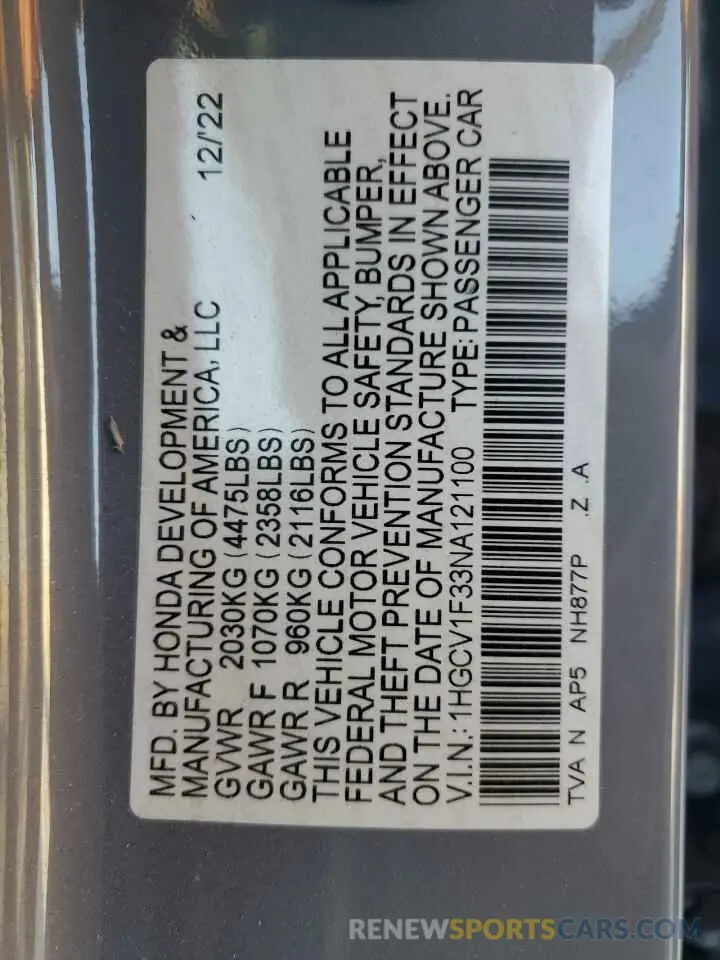 MFD. BY HONDA DEVELOPMENT &
MANUFACTURING OF AMERICA, LLC 12/'22
GVWR 2030KG (4475LBS)
GAWR F 1070KG (2358LBS)
GAWR R 960KG (2116LBS)
THIS VEHICLE CONFORMS TO ALL APPLICABLE
FEDERAL MOTOR VEHICLE SAFETY, BUMPER,
AND THEFT PREVENTION STANDARDS IN EFFECT
ON THE DATE OF MANUFACTURE SHOWN ABOVE.
V.I.N.: 1HGCV1F33NA121100 TYPE: PASSENGER CAR
TVA N AP5 NH877P .Z .A
RENEWSPORTSCARS.COM